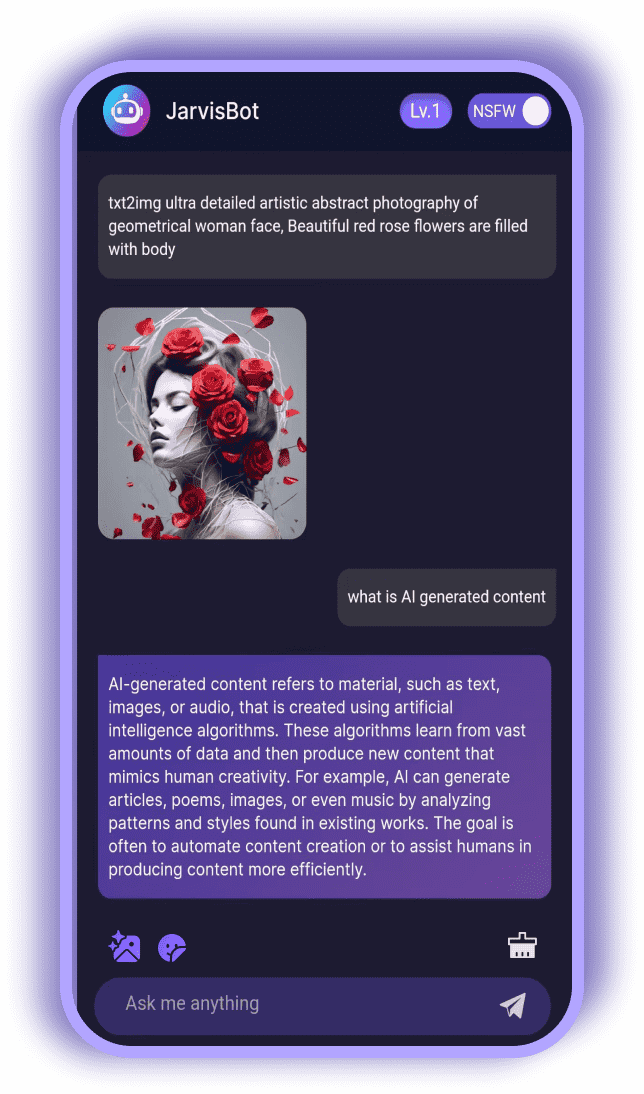 JarvisBot
Lv.1
NSFW
txt2img ultra detailed artistic abstract photography of
geometrical woman face, Beautiful red rose flowers are filled
with body
what is AI generated content
AI-generated content refers to material, such as text,
images, or audio, that is created using artificial
intelligence algorithms. These algorithms learn from vast
amounts of data and then produce new content that
mimics human creativity. For example, AI can generate
articles, poems, images, or even music by analyzing
patterns and styles found in existing works. The goal is
often to automate content creation or to assist humans in
producing content more efficiently.
Ask me anything